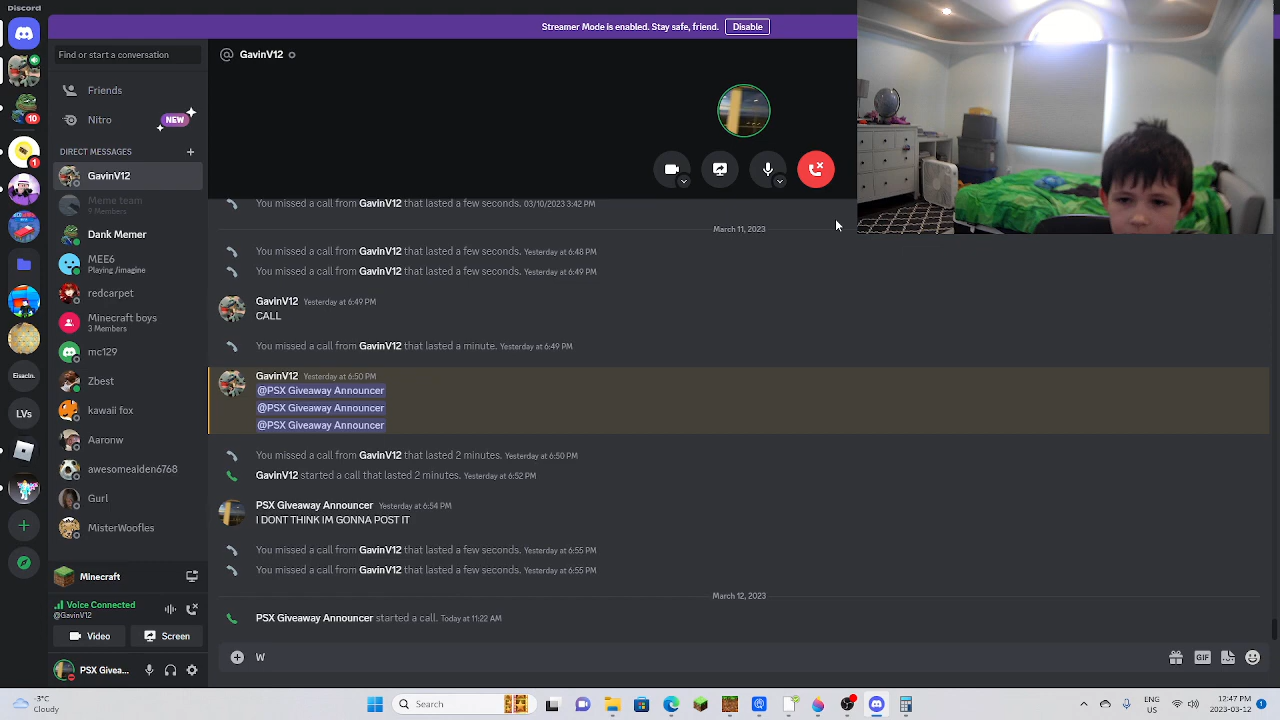 Discord
Streamer Mode is enabled. Stay safe, friend. Disable
Find or start a conversation
GavinV12
Friends
Nitro NEW
DIRECT MESSAGES
GavinV12
Meme team
9 Members
Dank Memer
MEE6
Playing /imagine
redcarpet
Minecraft boys
3 Members
mc129
Zbest
kawaii fox
Aaronw
awesomeaiden6768
Gurl
MisterWoofles
10
1
LVs
Minecraft
Voice Connected
@GavinV12
Video
Screen
PSX Givea...
You missed a call from GavinV12 that lasted a few seconds. 03/10/2023 3:42 PM
March 11, 2023
You missed a call from GavinV12 that lasted a few seconds. Yesterday at 6:48 PM
You missed a call from GavinV12 that lasted a few seconds. Yesterday at 6:49 PM
GavinV12 Yesterday at 6:49 PM
CALL
You missed a call from GavinV12 that lasted a minute. Yesterday at 6:49 PM
GavinV12 Yesterday at 6:50 PM
@PSX Giveaway Announcer
@PSX Giveaway Announcer
@PSX Giveaway Announcer
You missed a call from GavinV12 that lasted 2 minutes. Yesterday at 6:50 PM
GavinV12 started a call that lasted 2 minutes. Yesterday at 6:52 PM
PSX Giveaway Announcer Yesterday at 6:54 PM
I DONT THINK IM GONNA POST IT
You missed a call from GavinV12 that lasted a few seconds. Yesterday at 6:55 PM
You missed a call from GavinV12 that lasted a few seconds. Yesterday at 6:55 PM
March 12, 2023
PSX Giveaway Announcer started a call. Today at 11:22 AM
W
GIF
Cloudy
Search
ENG
12:47 PM
2023-03-12
1